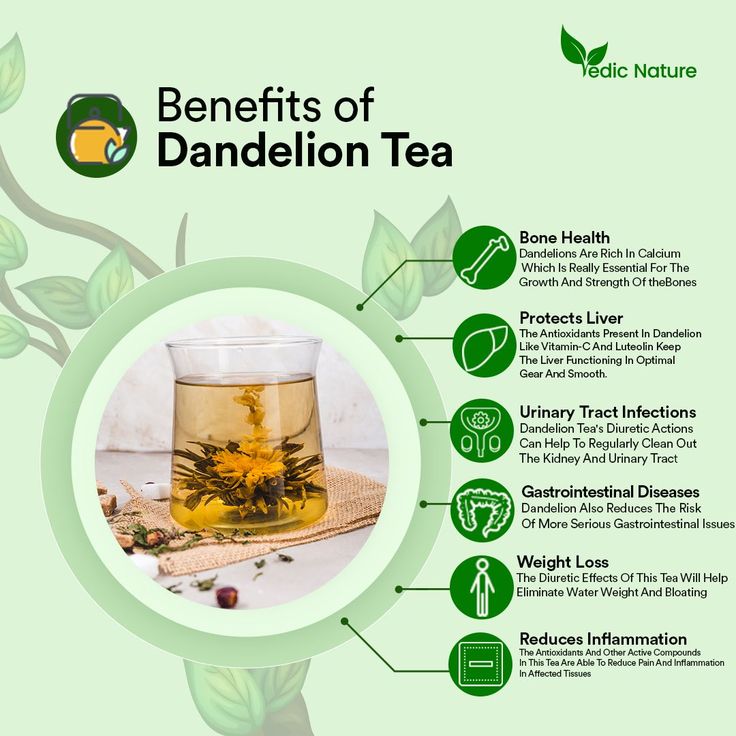 Vedic Nature
Benefits of
Dandelion Tea
Bone Health
Dandelions Are Rich In Calcium
Which Is Really Essential For The
Growth And Strength Of theBones
Protects Liver
The Antioxidants Present In Dandelion
Like Vitamin-C And Luteolin Keep
The Liver Functioning In Optimal
Gear And Smooth.
Urinary Tract Infections
Dandelion Tea's Diuretic Actions
Can Help To Regularly Clean Out
The Kidney And Urinary Tract
Gastrointestinal Diseases
Dandelion Also Reduces The Risk
Of More Serious Gastrointestinal Issues
Weight Loss
The Diuretic Effects Of This Tea Will Help
Eliminate Water Weight And Bloating
Reduces Inflammation
The Antioxidants And Other Active Compounds
In This Tea Are Able To Reduce Pain And Inflammation
In Affected Tissues